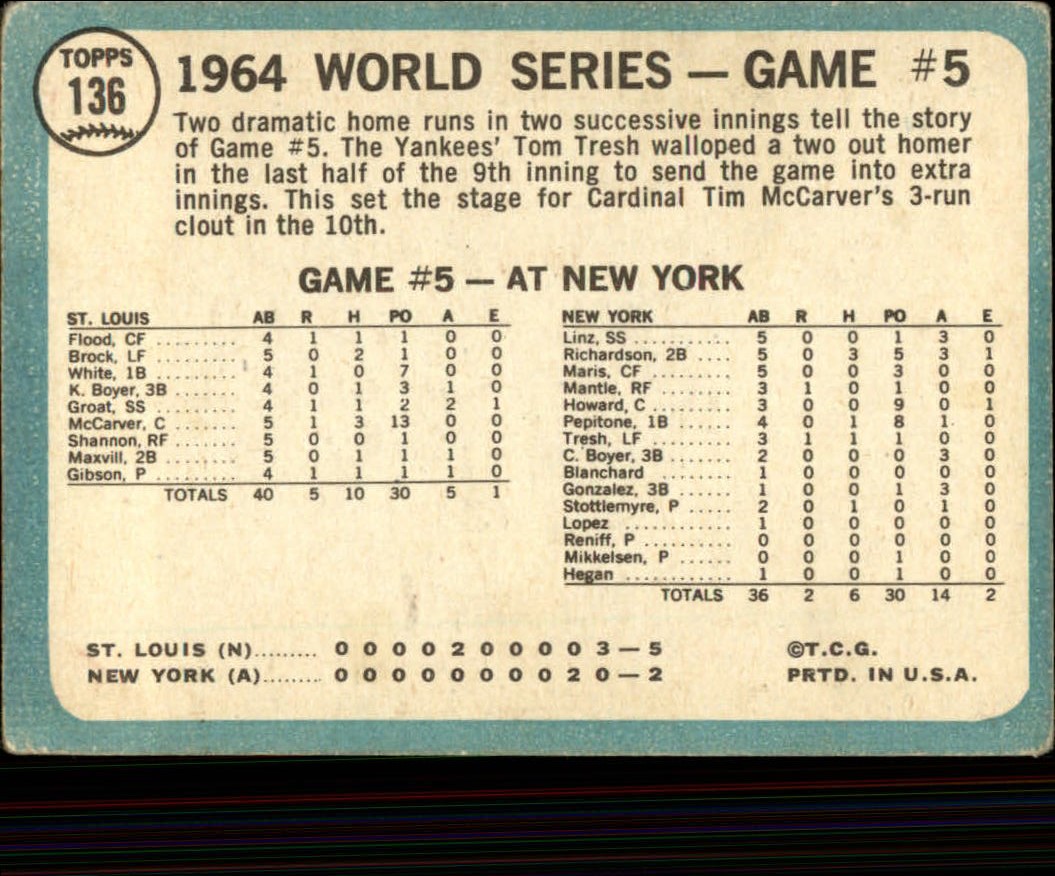 TOPPS
136
1964 WORLD SERIES — GAME #5
Two dramatic home runs in two successive innings tell the story
of Game #5. The Yankees' Tom Tresh walloped a two out homer
in the last half of the 9th inning to send the game into extra
innings. This set the stage for Cardinal Tim McCarver's 3-run
clout in the 10th.
GAME #5 — AT NEW YORK
ST. LOUIS AB R H PO A E
Flood, CF ......... 4 1 1 1 0 0
Brock, LF ......... 5 0 2 1 0 0
White, 1B ......... 4 1 0 7 0 0
K. Boyer, 3B ....... 4 0 1 3 1 0
Groat, SS ......... 4 1 1 2 2 1
McCarver, C ....... 5 1 3 13 0 0
Shannon, RF ...... 5 0 0 1 0 0
Maxvill, 2B ........ 5 0 1 1 1 0
Gibson, P ......... 4 1 1 1 1 0
TOTALS 40 5 10 30 5 1
NEW YORK AB R H PO A E
Linz, SS ........... 5 0 0 1 3 0
Richardson, 2B .... 5 0 3 5 3 1
Maris, CF ......... 5 0 0 3 0 0
Mantle, RF ........ 3 1 0 1 0 0
Howard, C ......... 3 0 0 9 0 1
Pepitone, 1B ...... 4 0 1 8 1 0
Tresh, LF ......... 3 1 1 1 0 0
C. Boyer, 3B ....... 2 0 0 0 3 0
Blanchard ........ 1 0 0 0 0 0
Gonzalez, 3B ...... 1 0 0 1 3 0
Stottlemyre, P ..... 2 0 1 0 1 0
Lopez ............ 1 0 0 0 0 0
Reniff, P .......... 0 0 0 0 0 0
Mikkelsen, P ...... 0 0 0 1 0 0
Hegan ............ 1 0 0 1 0 0
TOTALS 36 2 6 30 14 2
ST. LOUIS (N)......... 0 0 0 0 2 0 0 0 0 3 — 5
NEW YORK (A)......... 0 0 0 0 0 0 0 0 2 0 — 2
©T.C.G.
PRTD. IN U.S.A.